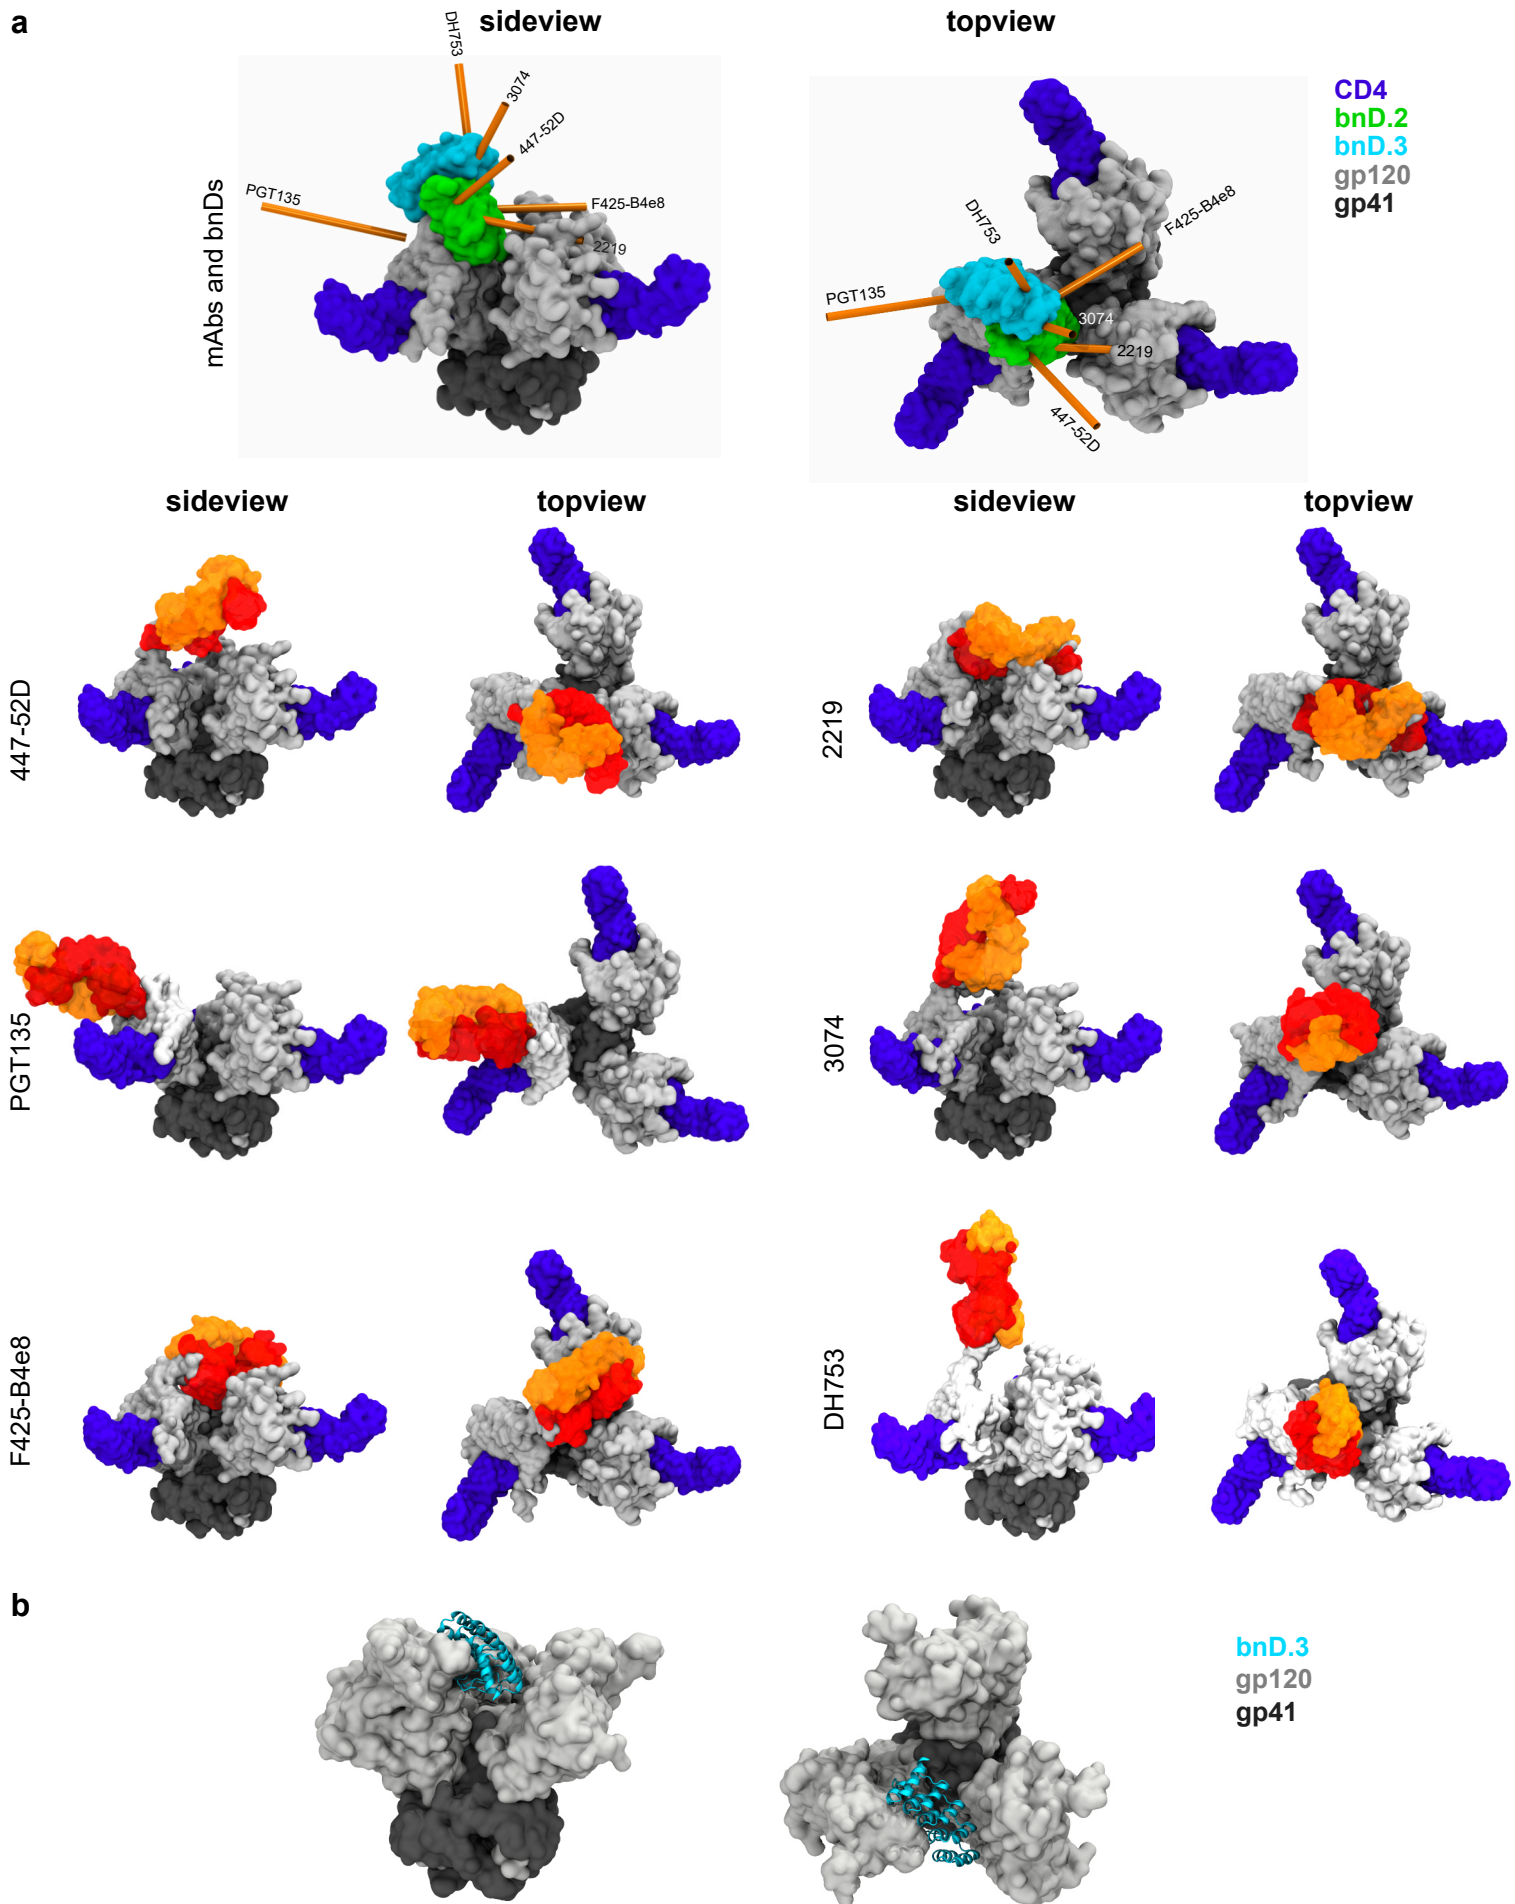 a
sideview
topview
DH753
3074
447-52D
PGT135
F425-B4e8
2219
mAbs and bnDs
DH753
F425-B4e8
PGT135
3074
2219
447-52D
CD4
bnD.2
bnD.3
gp120
gp41
sideview
topview
sideview
topview
447-52D
2219
PGT135
3074
F425-B4e8
DH753
b
bnD.3
gp120
gp41